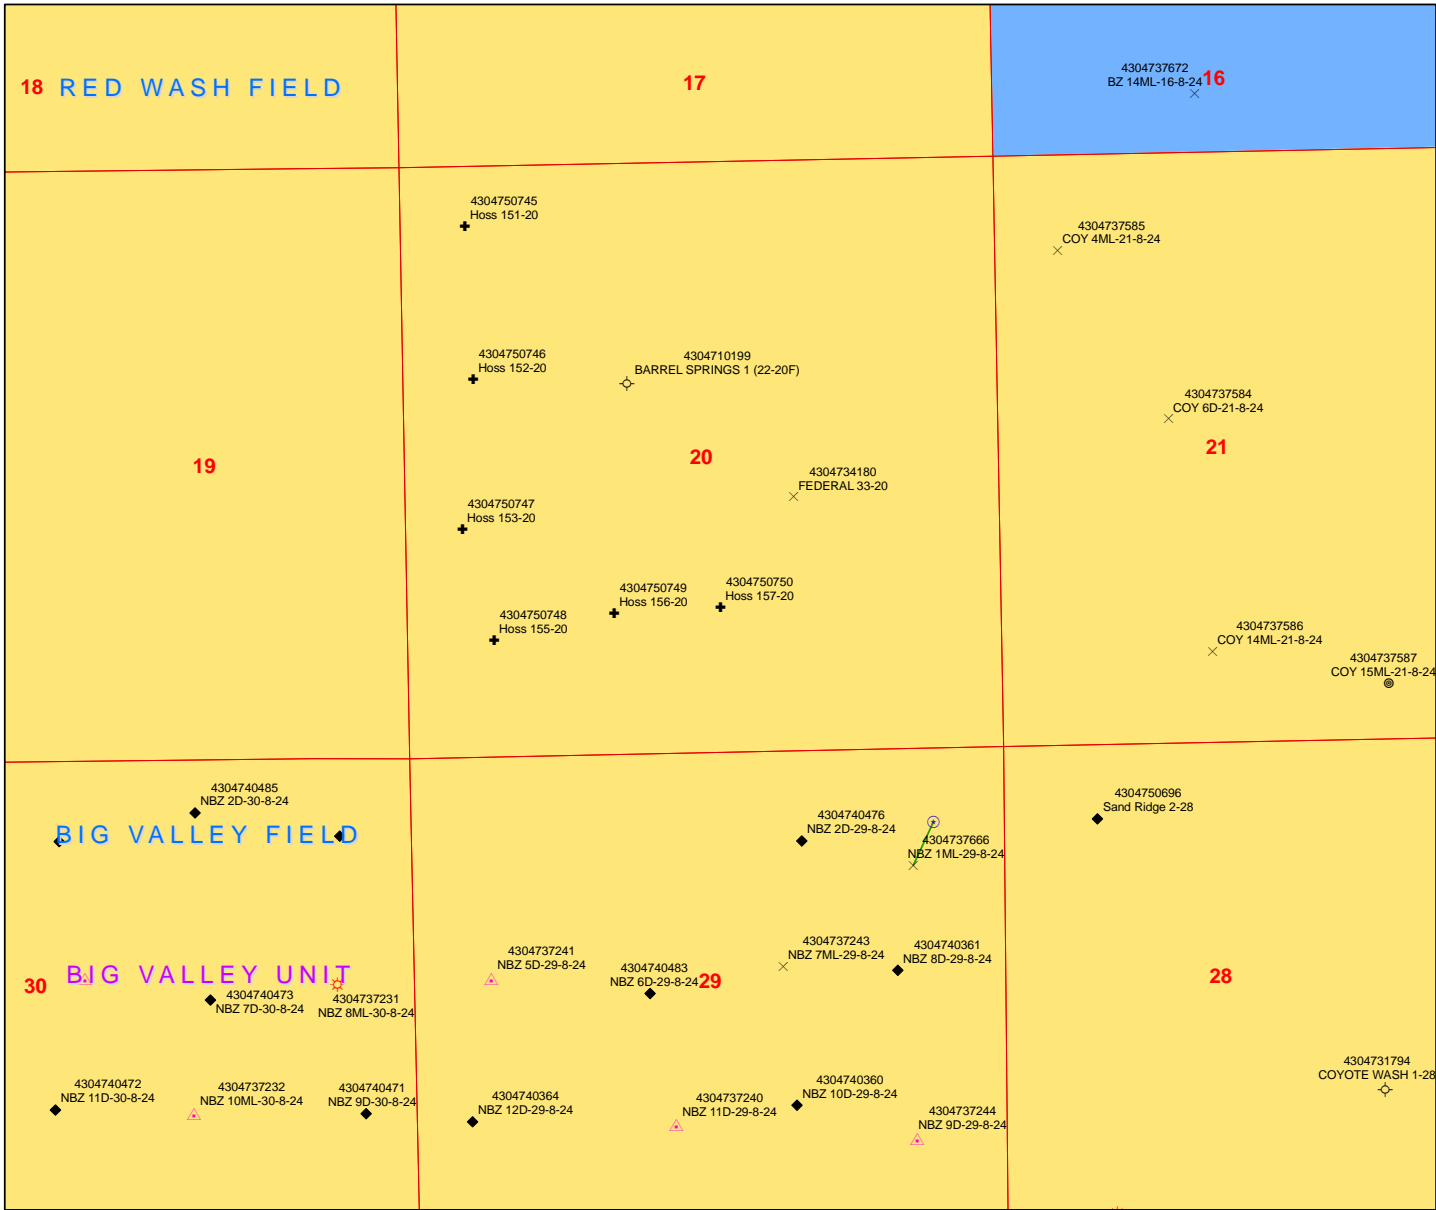 18 RED WASH FIELD
17
4304737672
BZ 14ML-16-8-24
16
4304750745
Hoss 151-20
4304737585
COY 4ML-21-8-24
4304750746
Hoss 152-20
4304710199
BARREL SPRINGS 1 (22-20F)
4304737584
COY 6D-21-8-24
19
20
21
4304734180
FEDERAL 33-20
4304750747
Hoss 153-20
4304750749
Hoss 156-20
4304750750
Hoss 157-20
4304750748
Hoss 155-20
4304737586
COY 14ML-21-8-24
4304737587
COY 15ML-21-8-24
4304740485
NBZ 2D-30-8-24
BIG VALLEY FIELD
4304740476
NBZ 2D-29-8-24
4304737666
NBZ 1ML-29-8-24
4304750696
Sand Ridge 2-28
BIG VALLEY UNIT
30
4304740473
NBZ 7D-30-8-24
4304737231
NBZ 8ML-30-8-24
4304737241
NBZ 5D-29-8-24
4304740483
NBZ 6D-29-8-24
29
4304737243
NBZ 7ML-29-8-24
4304740361
NBZ 8D-29-8-24
28
4304740472
NBZ 11D-30-8-24
4304737232
NBZ 10ML-30-8-24
4304740471
NBZ 9D-30-8-24
4304740364
NBZ 12D-29-8-24
4304737240
NBZ 11D-29-8-24
4304740360
NBZ 10D-29-8-24
4304737244
NBZ 9D-29-8-24
4304731794
COYOTE WASH 1-28